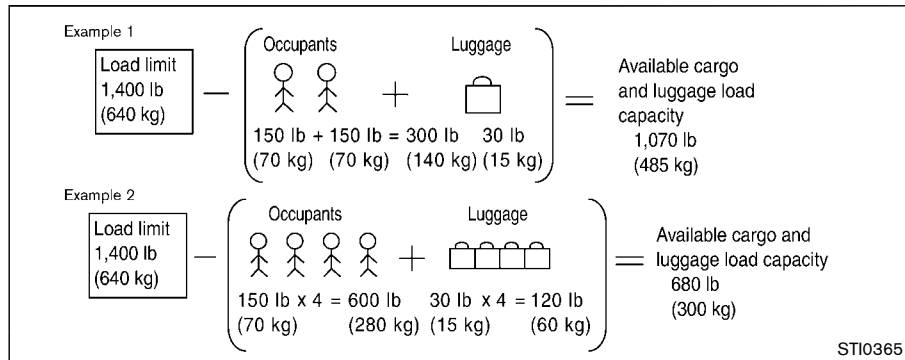 Example 1
Load limit
1,400 lb
(640 kg)
Occupants
Luggage
150 lb + 150 lb = 300 lb 30 lb
(70 kg) (70 kg) (140 kg) (15 kg)
Available cargo
and luggage load
capacity
1,070 lb
(485 kg)
Example 2
Load limit
1,400 lb
(640 kg)
Occupants
Luggage
150 lb x 4 = 600 lb 30 lb x 4 = 120 lb
(70 kg) (280 kg) (15 kg) (60 kg)
Available cargo and
luggage load capacity
680 lb
(300 kg)
STI0365